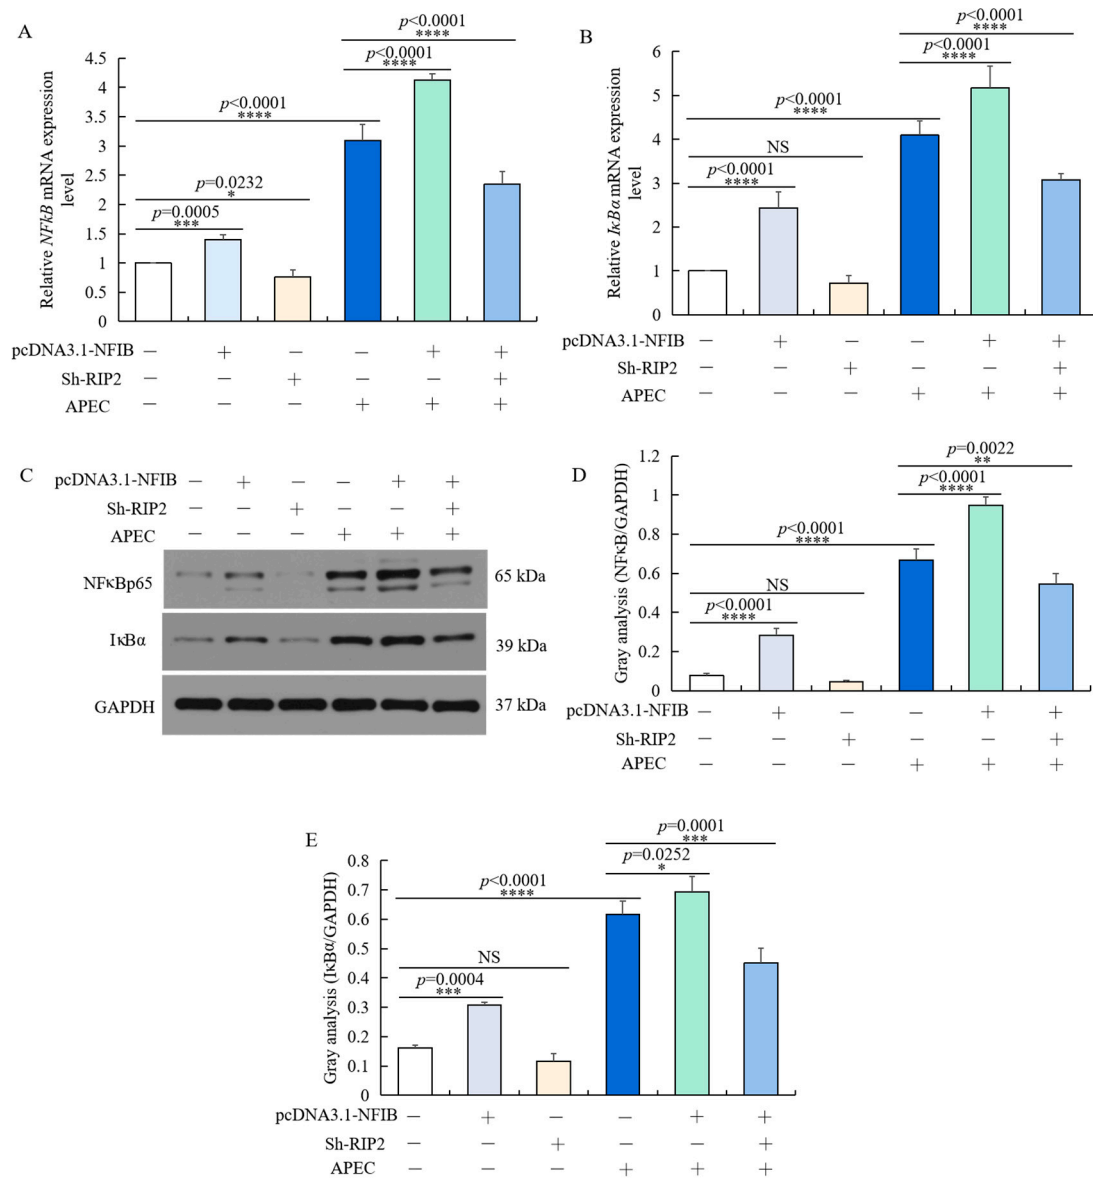 A
p<0.0001
****
p<0.0001
****
p<0.0001
****
p=0.0232
*
p=0.0005
***
Relative NFkB mRNA expression
level
4.5
4
3.5
3
2.5
2
1.5
1
0.5
0
pcDNA3.1-NFIB − + − − + +
Sh-RIP2 − − + − − +
APEC − − − + + +
B
p<0.0001
****
p<0.0001
****
p<0.0001
****
NS
p<0.0001
****
Relative IκBα mRNA expression
level
6
5
4
3
2
1
0
pcDNA3.1-NFIB − + − − + +
Sh-RIP2 − − + − − +
APEC − − − + + +
C
pcDNA3.1-NFIB − + − − + +
Sh-RIP2 − − + − − +
APEC − − − + + +
NFκBp65 65 kDa
IκBα 39 kDa
GAPDH 37 kDa
D
p=0.0022
**
p<0.0001
****
p<0.0001
****
NS
p<0.0001
****
Gray analysis (NFκB/GAPDH)
1.2
1
0.8
0.6
0.4
0.2
0
pcDNA3.1-NFIB − + − − + +
Sh-RIP2 − − + − − +
APEC − − − + + +
E
p=0.0001
***
p=0.0252
*
p<0.0001
****
NS
p=0.0004
***
Gray analysis (IκBα/GAPDH)
0.8
0.7
0.6
0.5
0.4
0.3
0.2
0.1
0
pcDNA3.1-NFIB − + − − + +
Sh-RIP2 − − + − − +
APEC − − − + + +